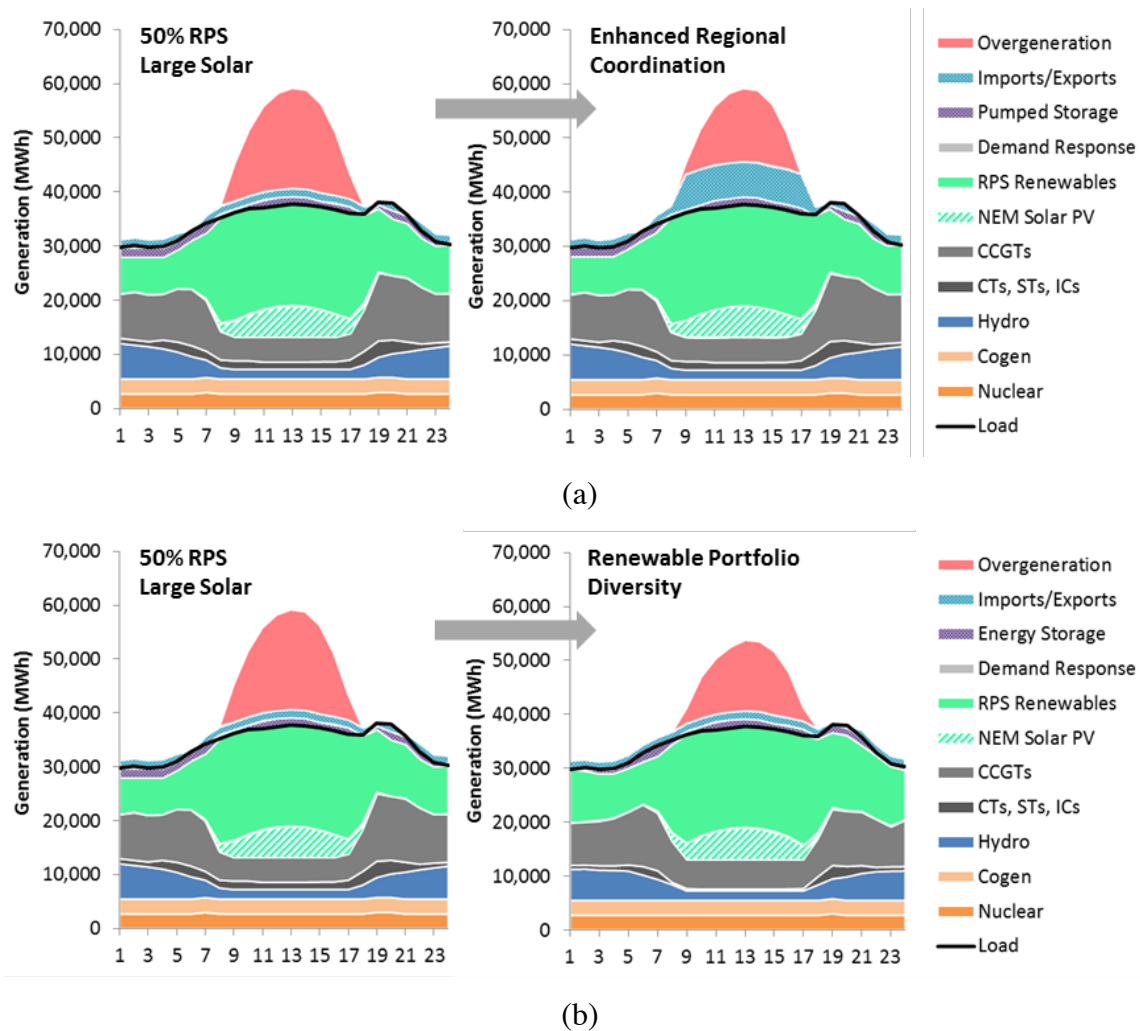 50% RPS
Large Solar
Enhanced Regional
Coordination
Generation (MWh)
70,000
60,000
50,000
40,000
30,000
20,000
10,000
0
1 3 5 7 9 11 13 15 17 19 21 23
Generation (MWh)
70,000
60,000
50,000
40,000
30,000
20,000
10,000
0
1 3 5 7 9 11 13 15 17 19 21 23
Overgeneration
Imports/Exports
Pumped Storage
Demand Response
RPS Renewables
NEM Solar PV
CCGTs
CTs, STs, ICs
Hydro
Cogen
Nuclear
Load
(a)
50% RPS
Large Solar
Renewable Portfolio
Diversity
Generation (MWh)
70,000
60,000
50,000
40,000
30,000
20,000
10,000
0
1 3 5 7 9 11 13 15 17 19 21 23
Generation (MWh)
70,000
60,000
50,000
40,000
30,000
20,000
10,000
0
1 3 5 7 9 11 13 15 17 19 21 23
Overgeneration
Imports/Exports
Energy Storage
Demand Response
RPS Renewables
NEM Solar PV
CCGTs
CTs, STs, ICs
Hydro
Cogen
Nuclear
Load
(b)